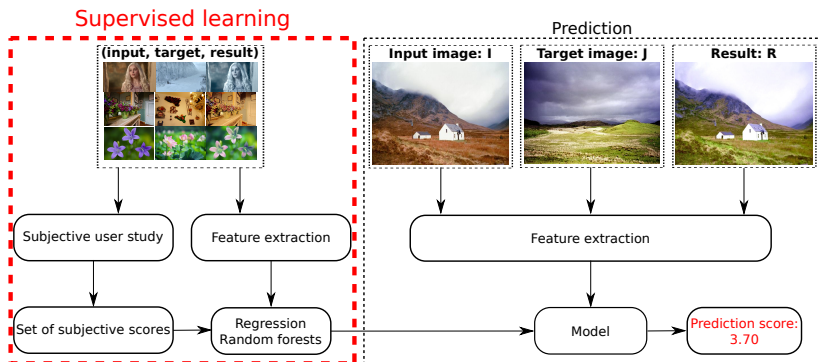 Supervised learning
(input, target, result)
Subjective user study
Feature extraction
Set of subjective scores
Regression
Random forests
Prediction
Input image: I
Target image: J
Result: R
Feature extraction
Model
Prediction score:
3.70